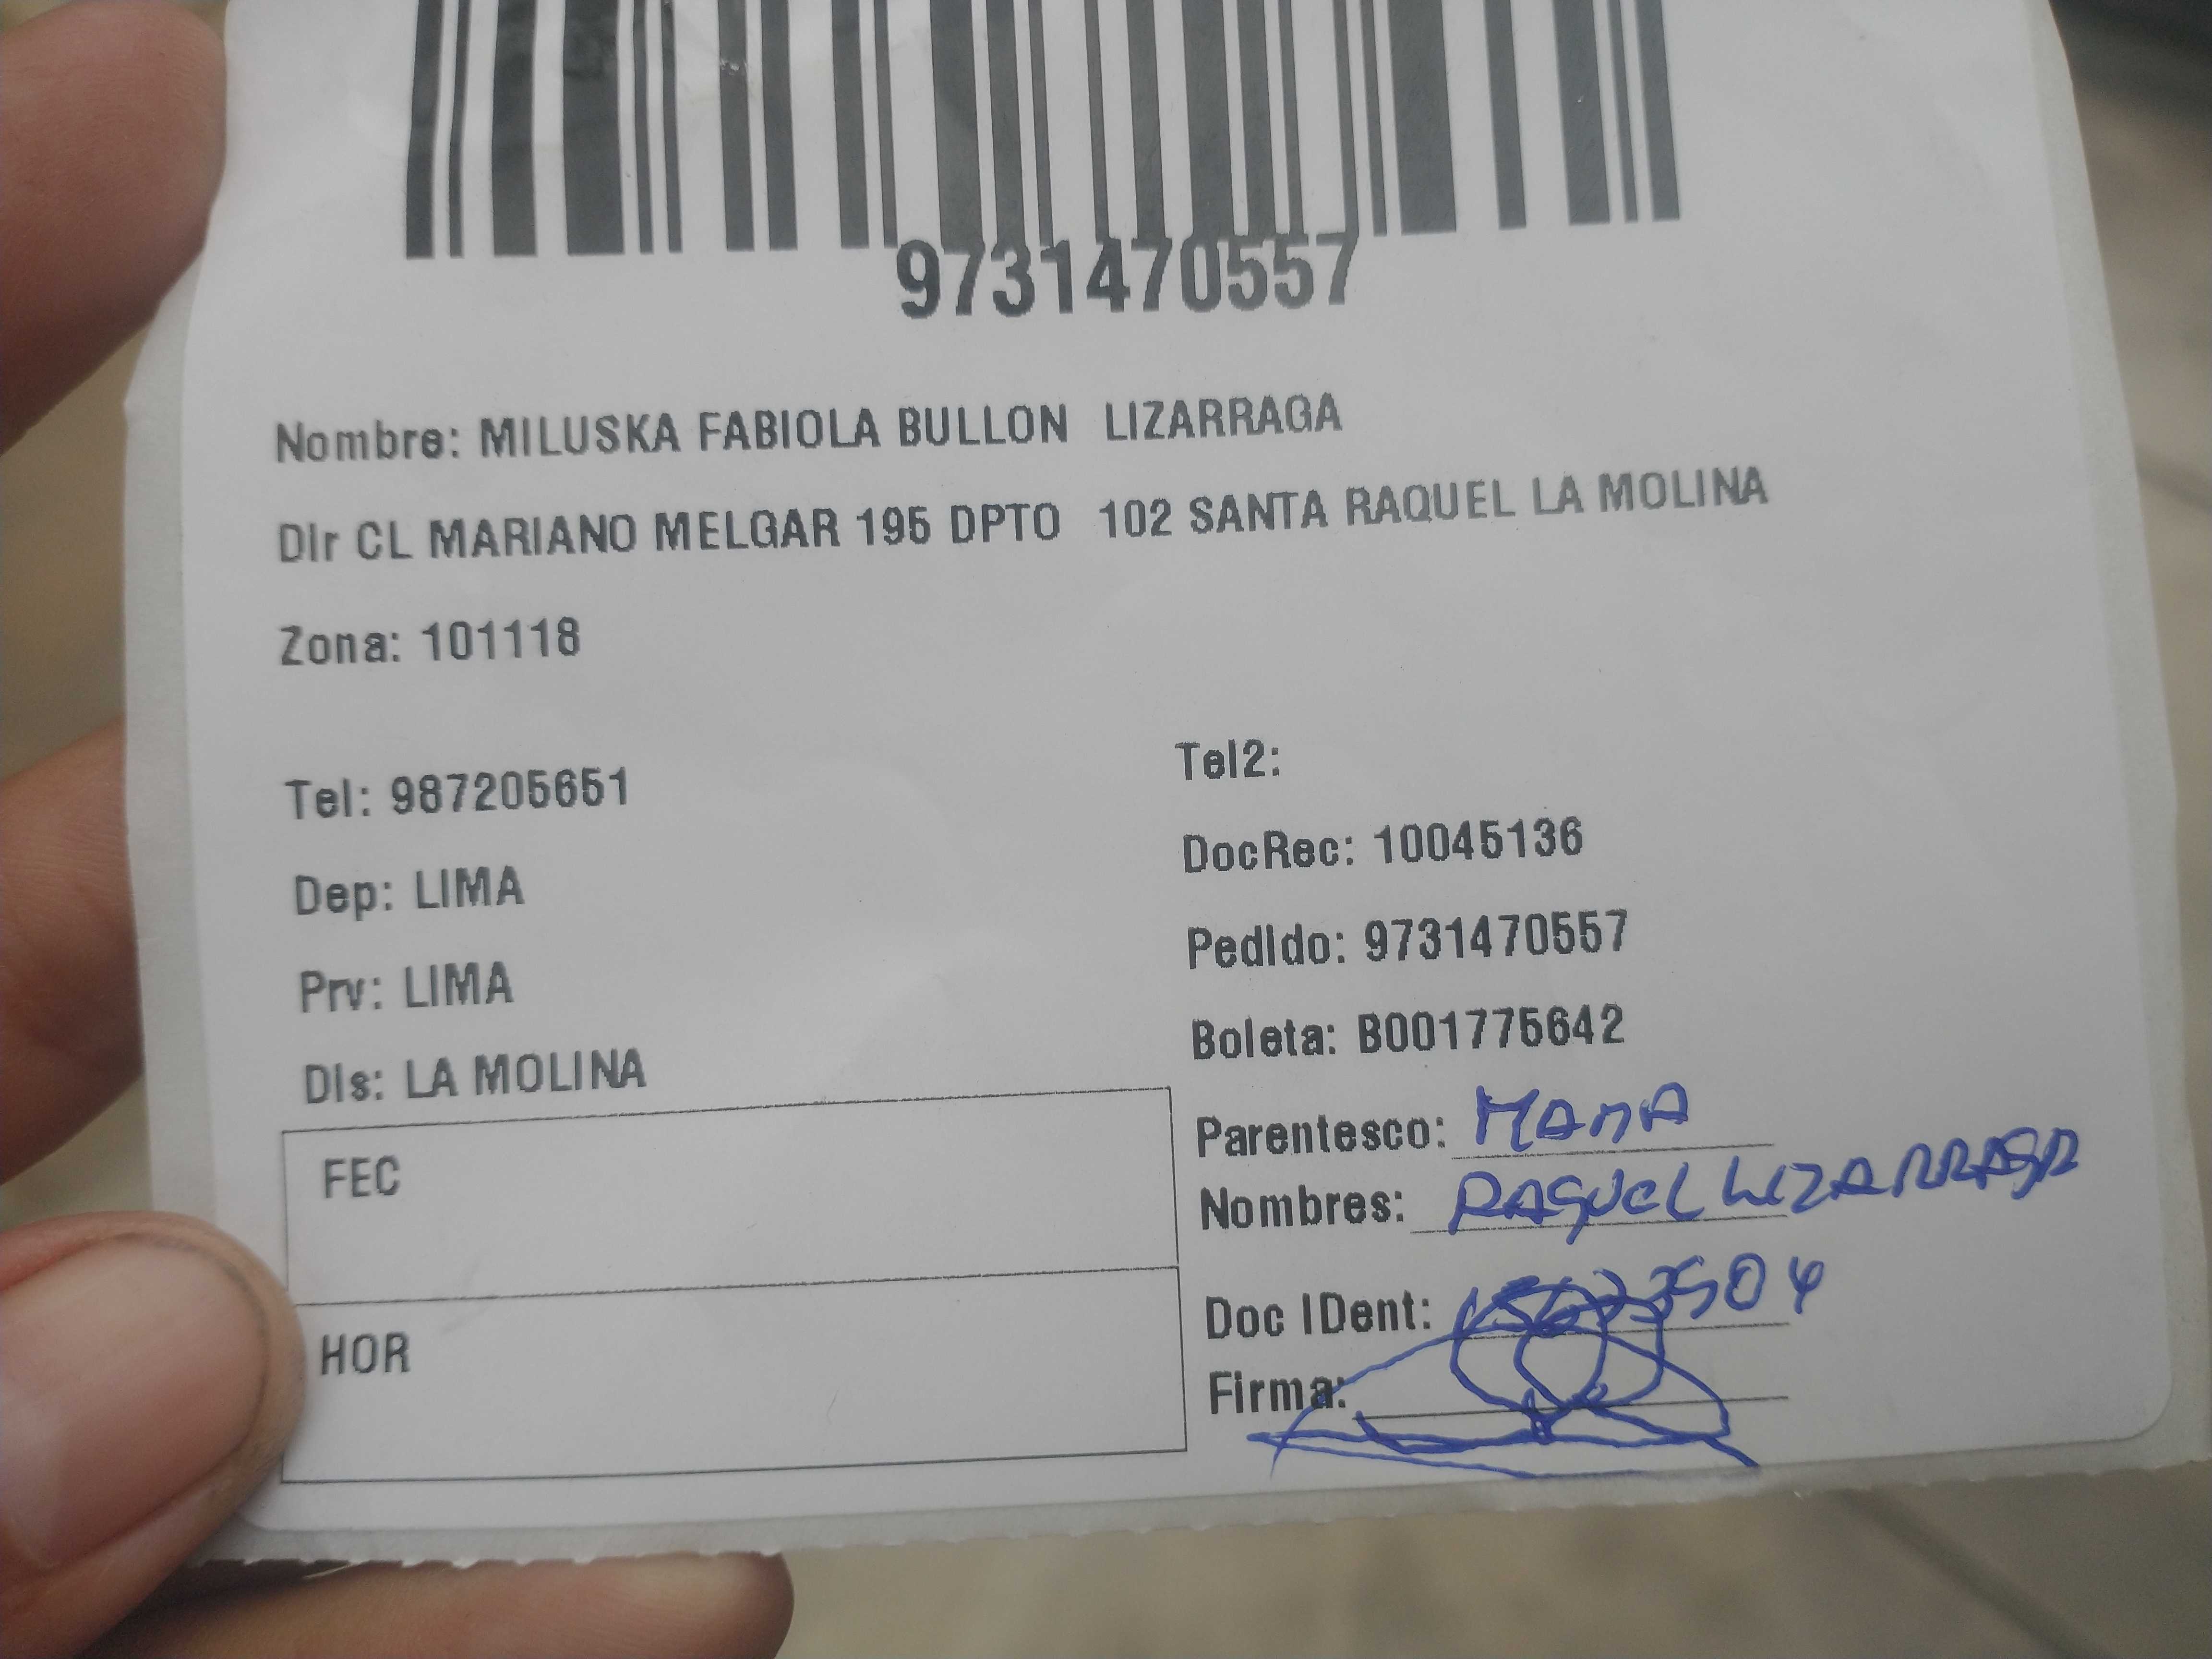 9731470557
Nombre: MILUSKA FABIOLA BULLON LIZARRAGA
Dir CL MARIANO MELGAR 195 DPTO 102 SANTA RAQUEL LA MOLINA
Zona: 101118
Tel: 987205651
Tel2:
DocRec: 10045136
Dep: LIMA
Pedido: 9731470557
Prv: LIMA
Boleta: B001775642
Dis: LA MOLINA
Parentesco: MAMA
FEC
Nombres: RAQUEL LIZARRAGA
Doc IDent:
HOR
Firma: